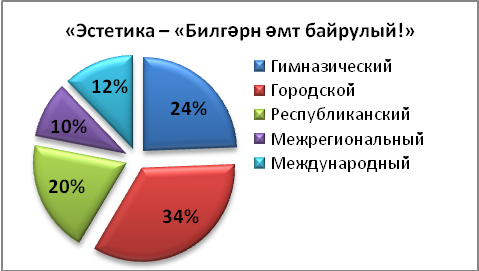 «Эстетика – «Билгәрн әмт байрулый!»
24%
34%
20%
10%
12%
Гимназический
Городской
Республиканский
Межрегиональный
Международный